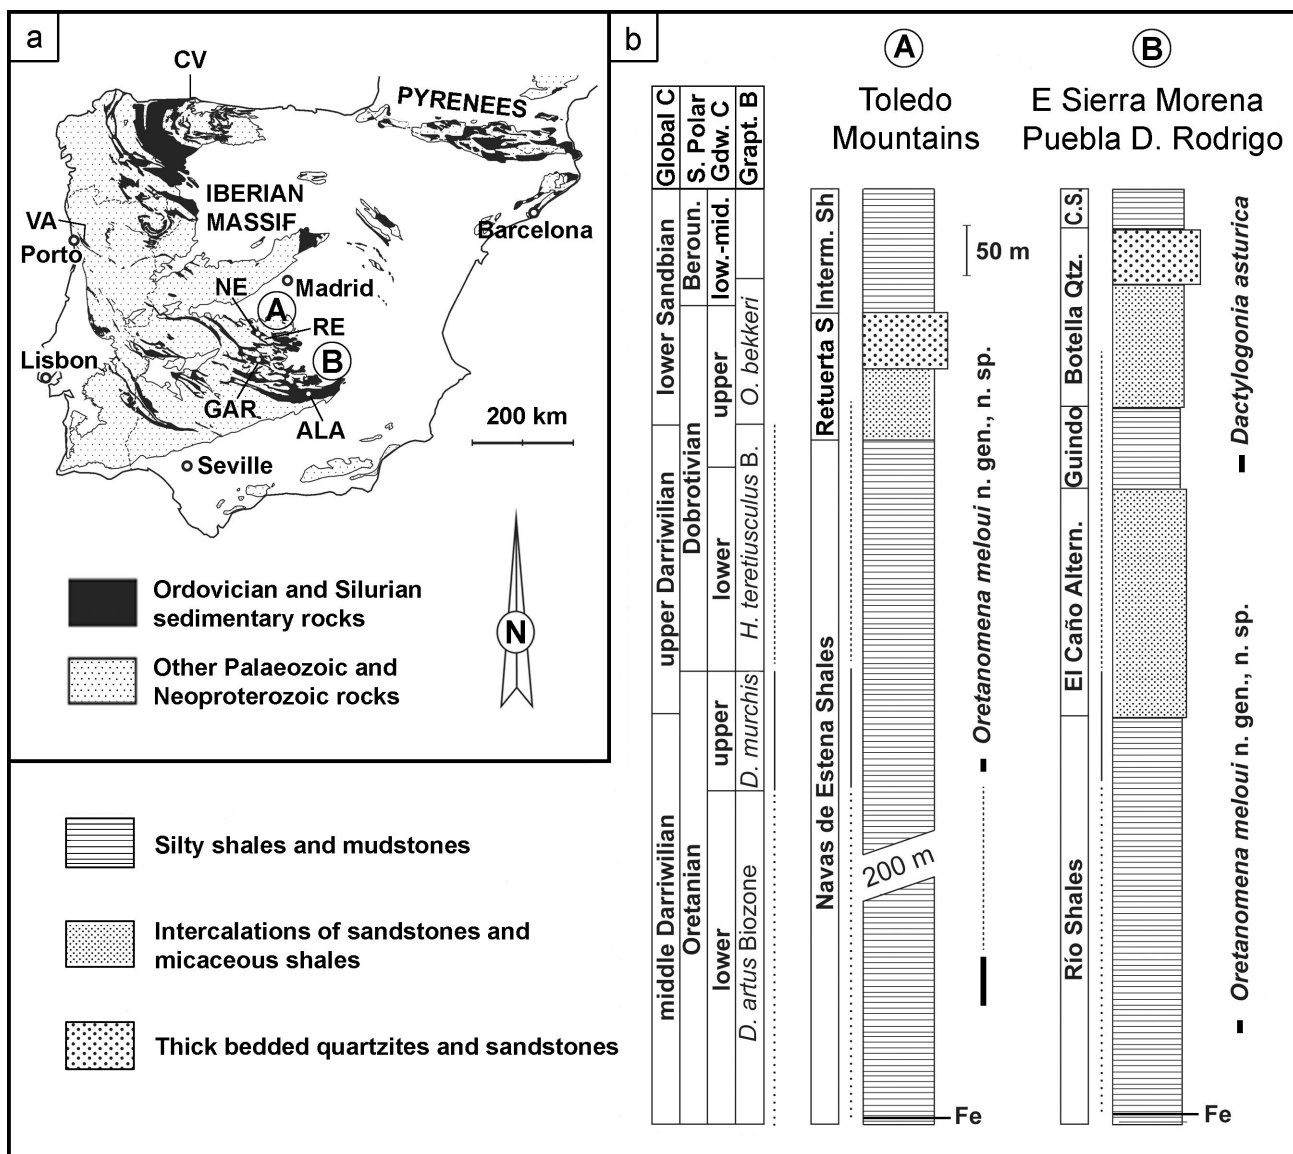 a
CV
PYRENEES
IBERIAN
MASSIF
VA
Porto
Barcelona
NE
Madrid
A
RE
B
Lisbon
GAR
ALA
200 km
Seville
N
Ordovician and Silurian
sedimentary rocks
Other Palaeozoic and
Neoproterozoic rocks
Silty shales and mudstones
Intercalations of sandstones and
micaceous shales
Thick bedded quartzites and sandstones
b
A
Toledo
Mountains
B
E Sierra Morena
Puebla D. Rodrigo
Global C
S. Polar
Gdw. C
Grapt. B
lower Sandbian
upper Darriwilian
middle Darriwilian
Beroun.
Dobrotivian
Oretanian
low.-mid.
upper
lower
upper
lower
O. bekkeri
H. teretiusculus B.
D. murchis
D. artus Biozone
Interm. Sh
Retuerta S
Navas de Estena Shales
50 m
200 m
Fe
Oretanomena meloui n. gen., n. sp.
C.S.
Botella Qtz.
Guindo
El Caño Altern.
Río Shales
Fe
Dactylogonia asturica
Oretanomena meloui n. gen., n. sp.